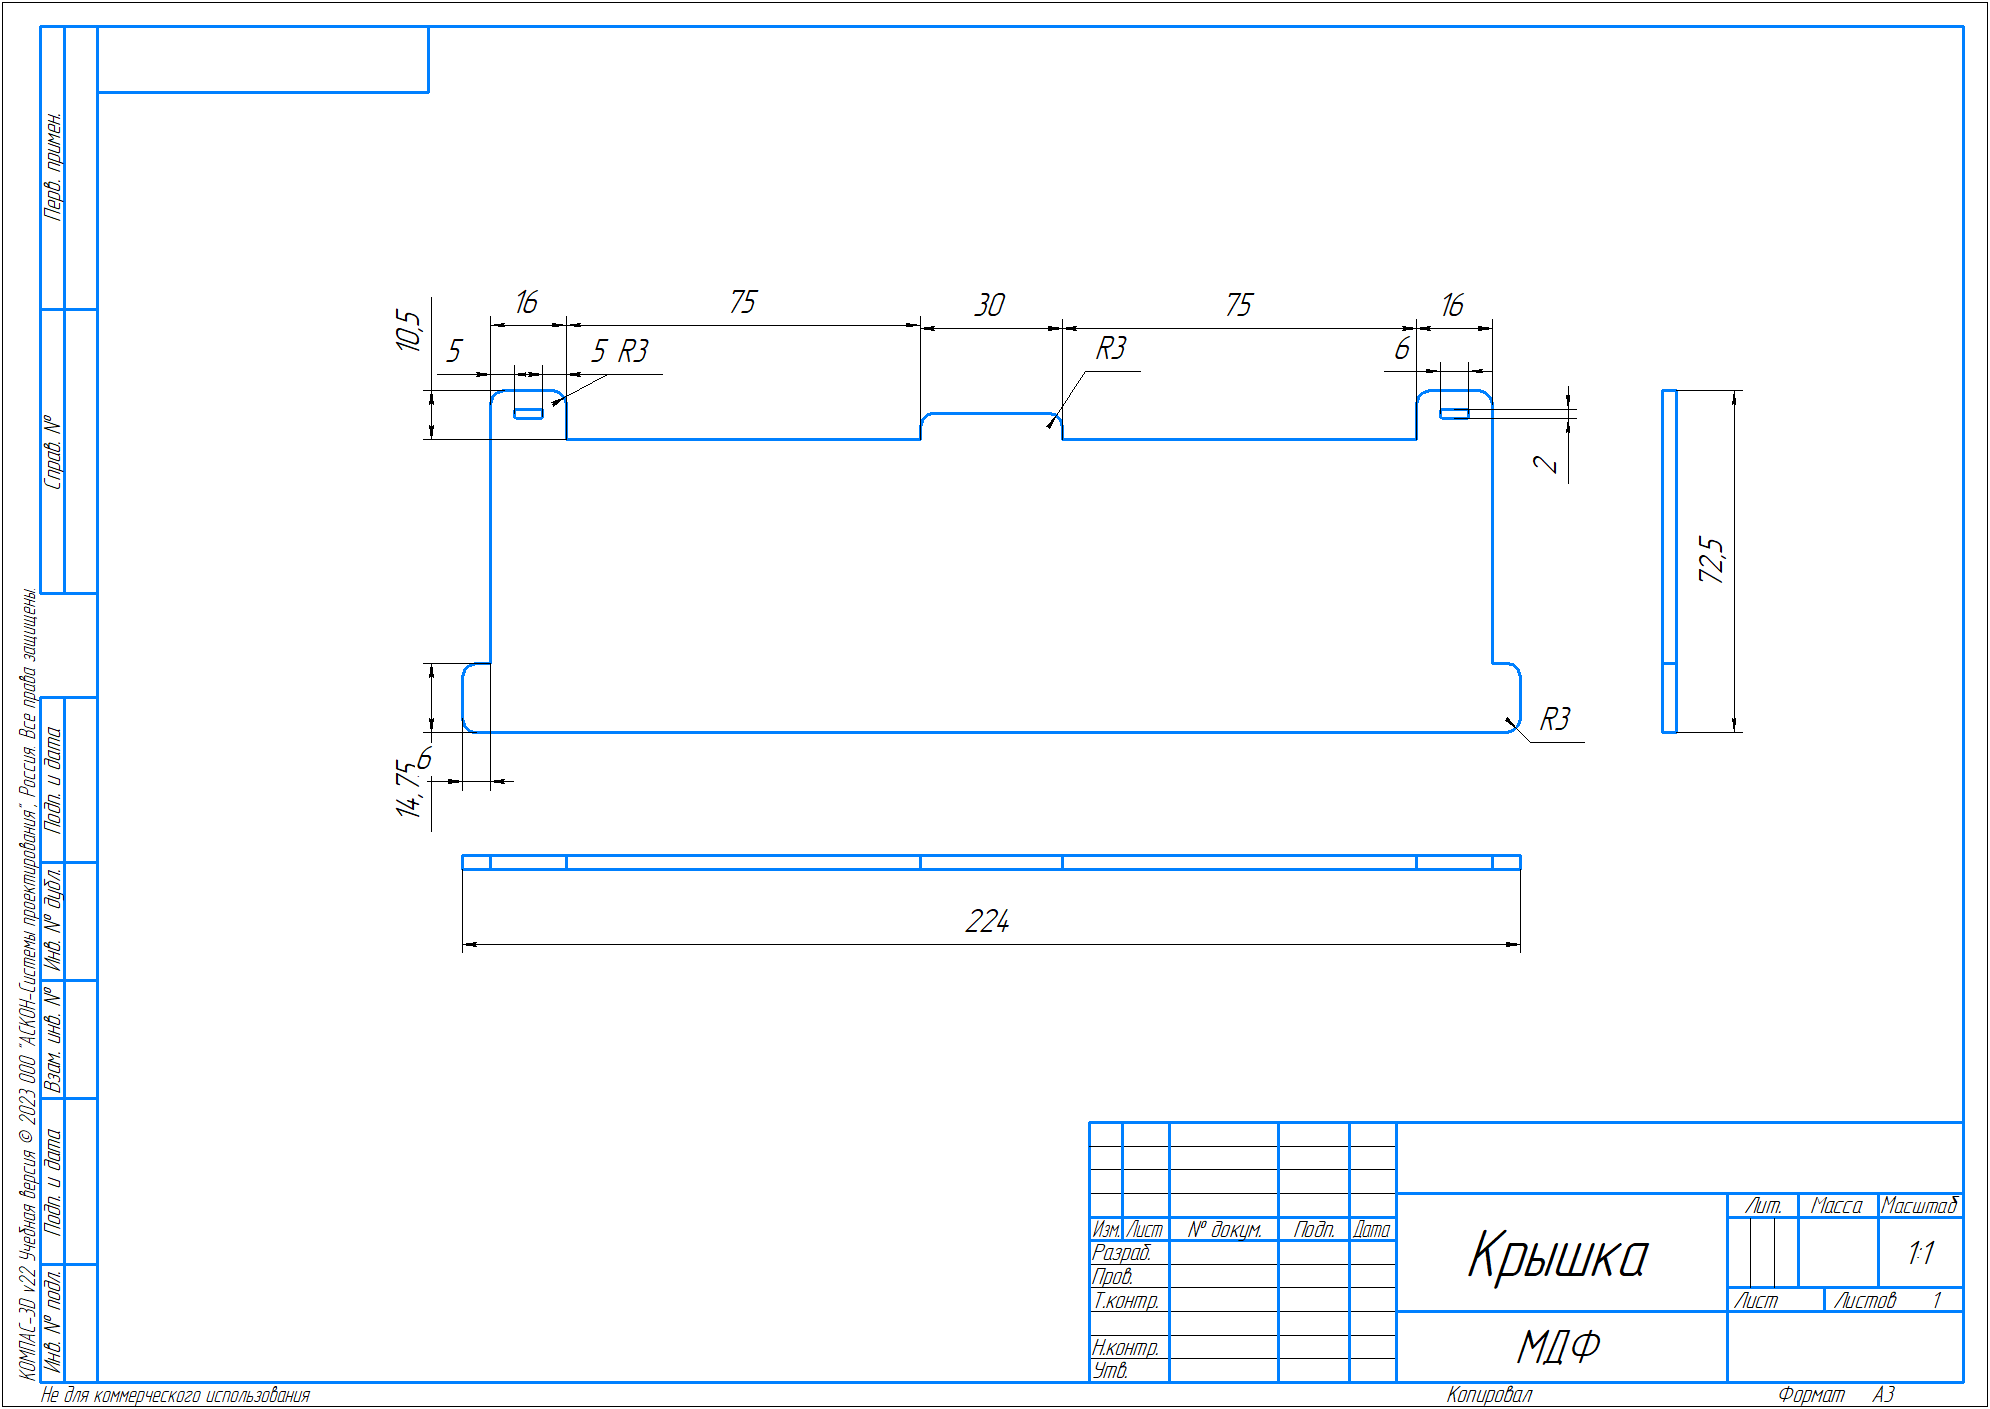 Перв. примен.
Справ. №
Подп. и дата
Инв. № дубл.
Взам. инв. №
Подп. и дата
Инв. № подл.
КОМПАС-3D v22 Учебная версия © 2023 ООО "АСКОН-Системы проектирования", Россия. Все права защищены.
16
75
30
75
16
10,5
5
5
R3
R3
6
2
72,5
R3
6
14,75
224
Изм.
Лист
№ докум.
Подп.
Дата
Разраб.
Пров.
Т.контр.
Н.контр.
Утв.
Крышка
МДФ
Лит.
Масса
Масштаб
1:1
Лист
Листов 1
Не для коммерческого использования
Копировал
Формат А3